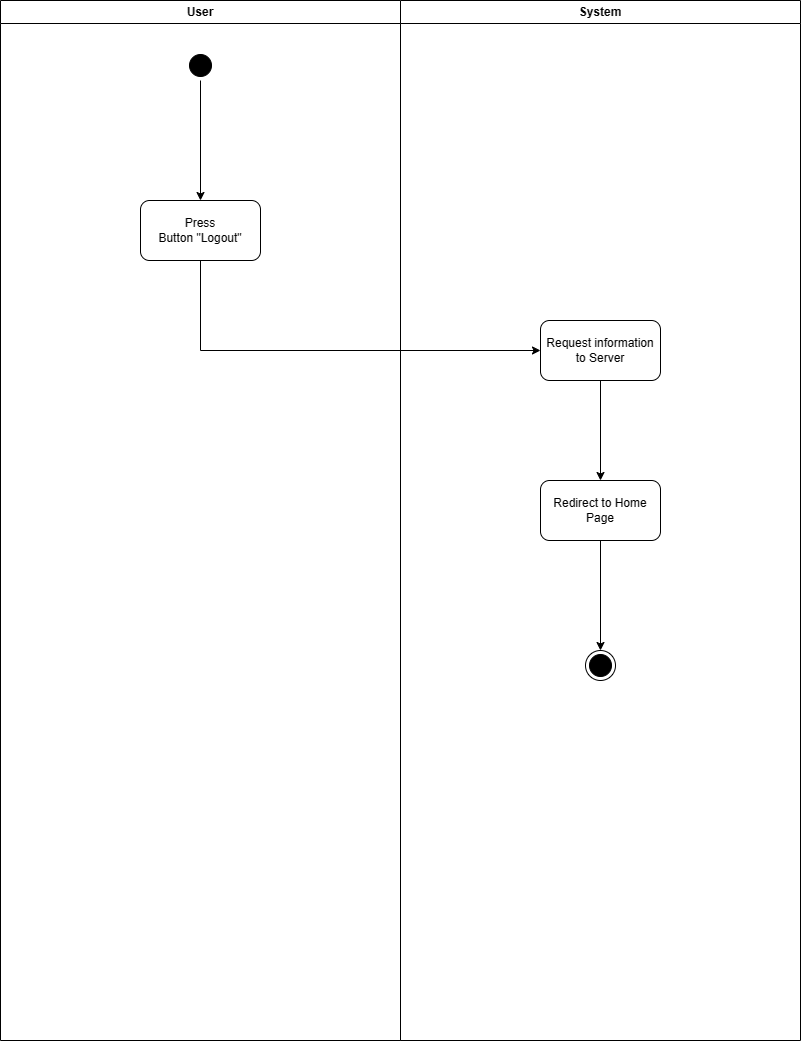 User
System
Press
Button "Logout"
Request information
to Server
Redirect to Home
Page